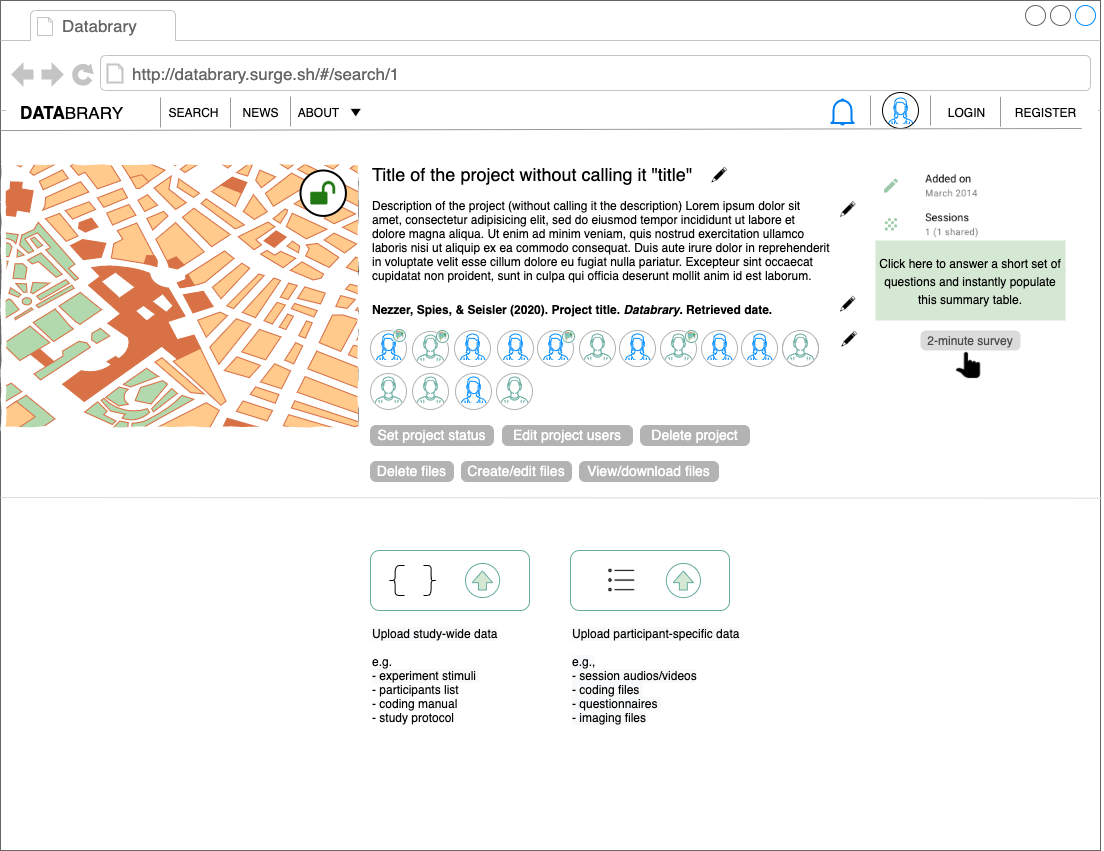 Databrary
http://databrary.surge.sh/#/search/1
DATABRARY
SEARCH
NEWS
ABOUT
LOGIN
REGISTER
Title of the project without calling it "title"
Description of the project (without calling it the description) Lorem ipsum dolor sit
amet, consectetur adipisicing elit, sed do eiusmod tempor incididunt ut labore et
dolore magna aliqua. Ut enim ad minim veniam, quis nostrud exercitation ullamco
laboris nisi ut aliquip ex ea commodo consequat. Duis aute irure dolor in reprehenderit
in voluptate velit esse cillum dolore eu fugiat nulla pariatur. Excepteur sint occaecat
cupidatat non proident, sunt in culpa qui officia deserunt mollit anim id est laborum.
Nezzer, Spies, & Seisler (2020). Project title. Databrary. Retrieved date.
Set project status
Edit project users
Delete project
Delete files
Create/edit files
View/download files
Added on
March 2014
Sessions
1 (1 shared)
Click here to answer a short set of
questions and instantly populate
this summary table.
2-minute survey
{ }
Upload study-wide data
e.g.
- experiment stimuli
- participants list
- coding manual
- study protocol
Upload participant-specific data
e.g.,
- session audios/videos
- coding files
- questionnaires
- imaging files